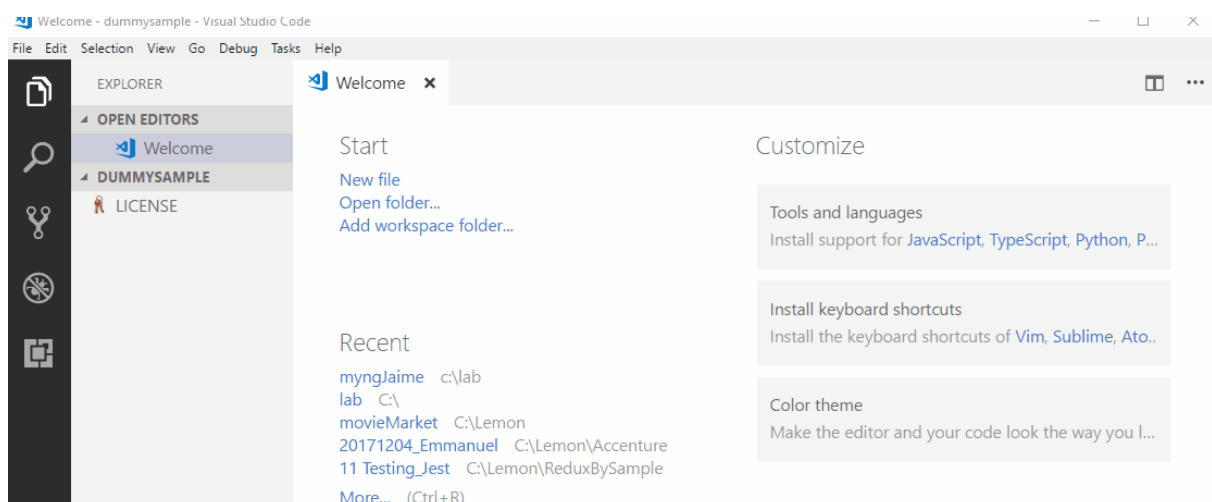 Welcome - dummysample - Visual Studio Code
File Edit Selection View Go Debug Tasks Help
EXPLORER
OPEN EDITORS
Welcome
DUMMYSAMPLE
LICENSE
Welcome
Start
New file
Open folder...
Add workspace folder...
Recent
myngJaime c:\lab
lab C:\
movieMarket C:\Lemon
20171204_Emmanuel C:\Lemon\Accenture
11 Testing_Jest C:\Lemon\ReduxBySample
More... (Ctrl+R)
Customize
Tools and languages
Install support for JavaScript, TypeScript, Python, P...
Install keyboard shortcuts
Install the keyboard shortcuts of Vim, Sublime, Ato..
Color theme
Make the editor and your code look the way you l...